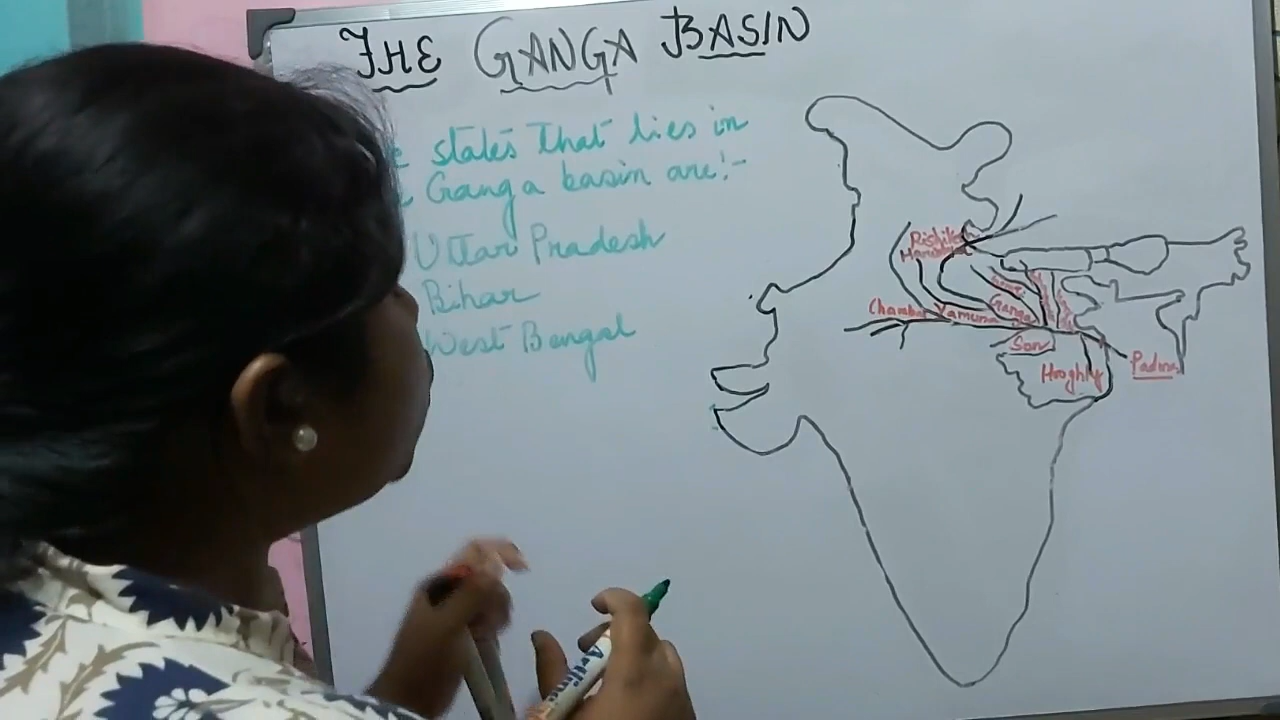 THE GANGA BASIN
states that lies in
Ganga basin are:-
Uttar Pradesh
Bihar
West Bengal
Rishikesh
Chambal Yamuna Ganga
Son
Hooghly
Padma